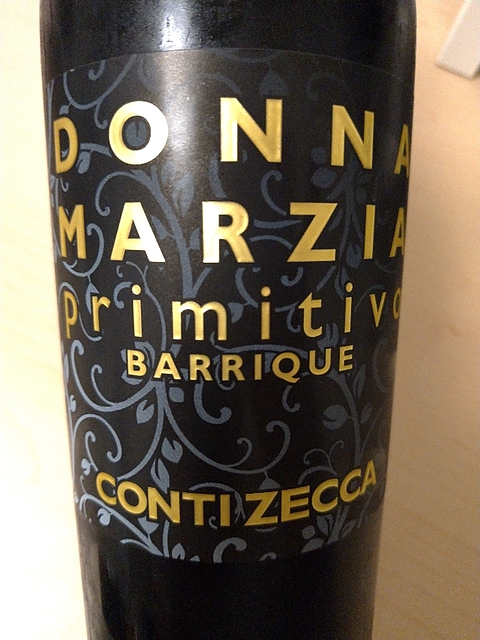 DONNA
MARZIA
primitivo
BARRIQUE
CONTI ZECCA